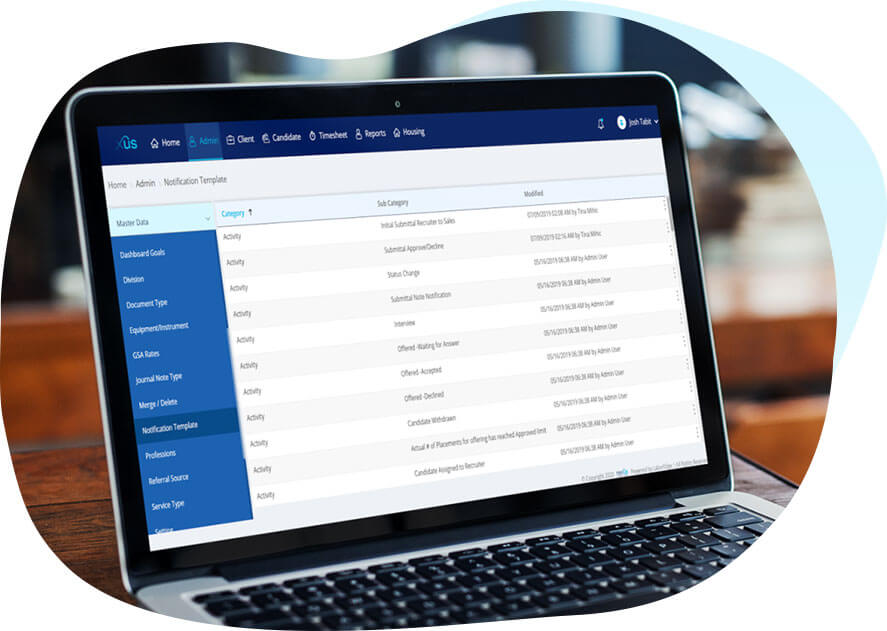 XUS
Home Admin Client Candidate Timesheet Reports Housing Josh Tabit
Home Admin Notification Template
Master Data
Dashboard Goals
Division
Document Type
Equipment/Instrument
GSA Rates
Journal Note Type
Merge / Delete
Notification Template
Professions
Referral Source
Service Type
Setting
Category Sub Category Modified
Activity Initial Submittal Recruiter to Sales 07/09/2019 02:08 AM by Tina Mihic
Activity Submittal Approve/Decline 07/09/2019 02:16 AM by Tina Mihic
Activity Status Change 05/16/2019 06:38 AM by Admin User
Activity Submittal Note Notification 05/16/2019 06:38 AM by Admin User
Activity Interview 05/16/2019 06:38 AM by Admin User
Activity Offered -Waiting for Answer 05/16/2019 06:38 AM by Admin User
Activity Offered -Accepted 05/16/2019 06:38 AM by Admin User
Activity Offered -Declined 05/16/2019 06:38 AM by Admin User
Activity Candidate Withdrawn 05/16/2019 06:38 AM by Admin User
Activity Actual # of Placements for offering has reached Approved limit 05/16/2019 06:38 AM by Admin User
Activity Candidate Assigned to Recruiter 05/16/2019 06:38 AM by Admin User
© Copyright 2020 Powered by LaborEdge | All Rights Reserved